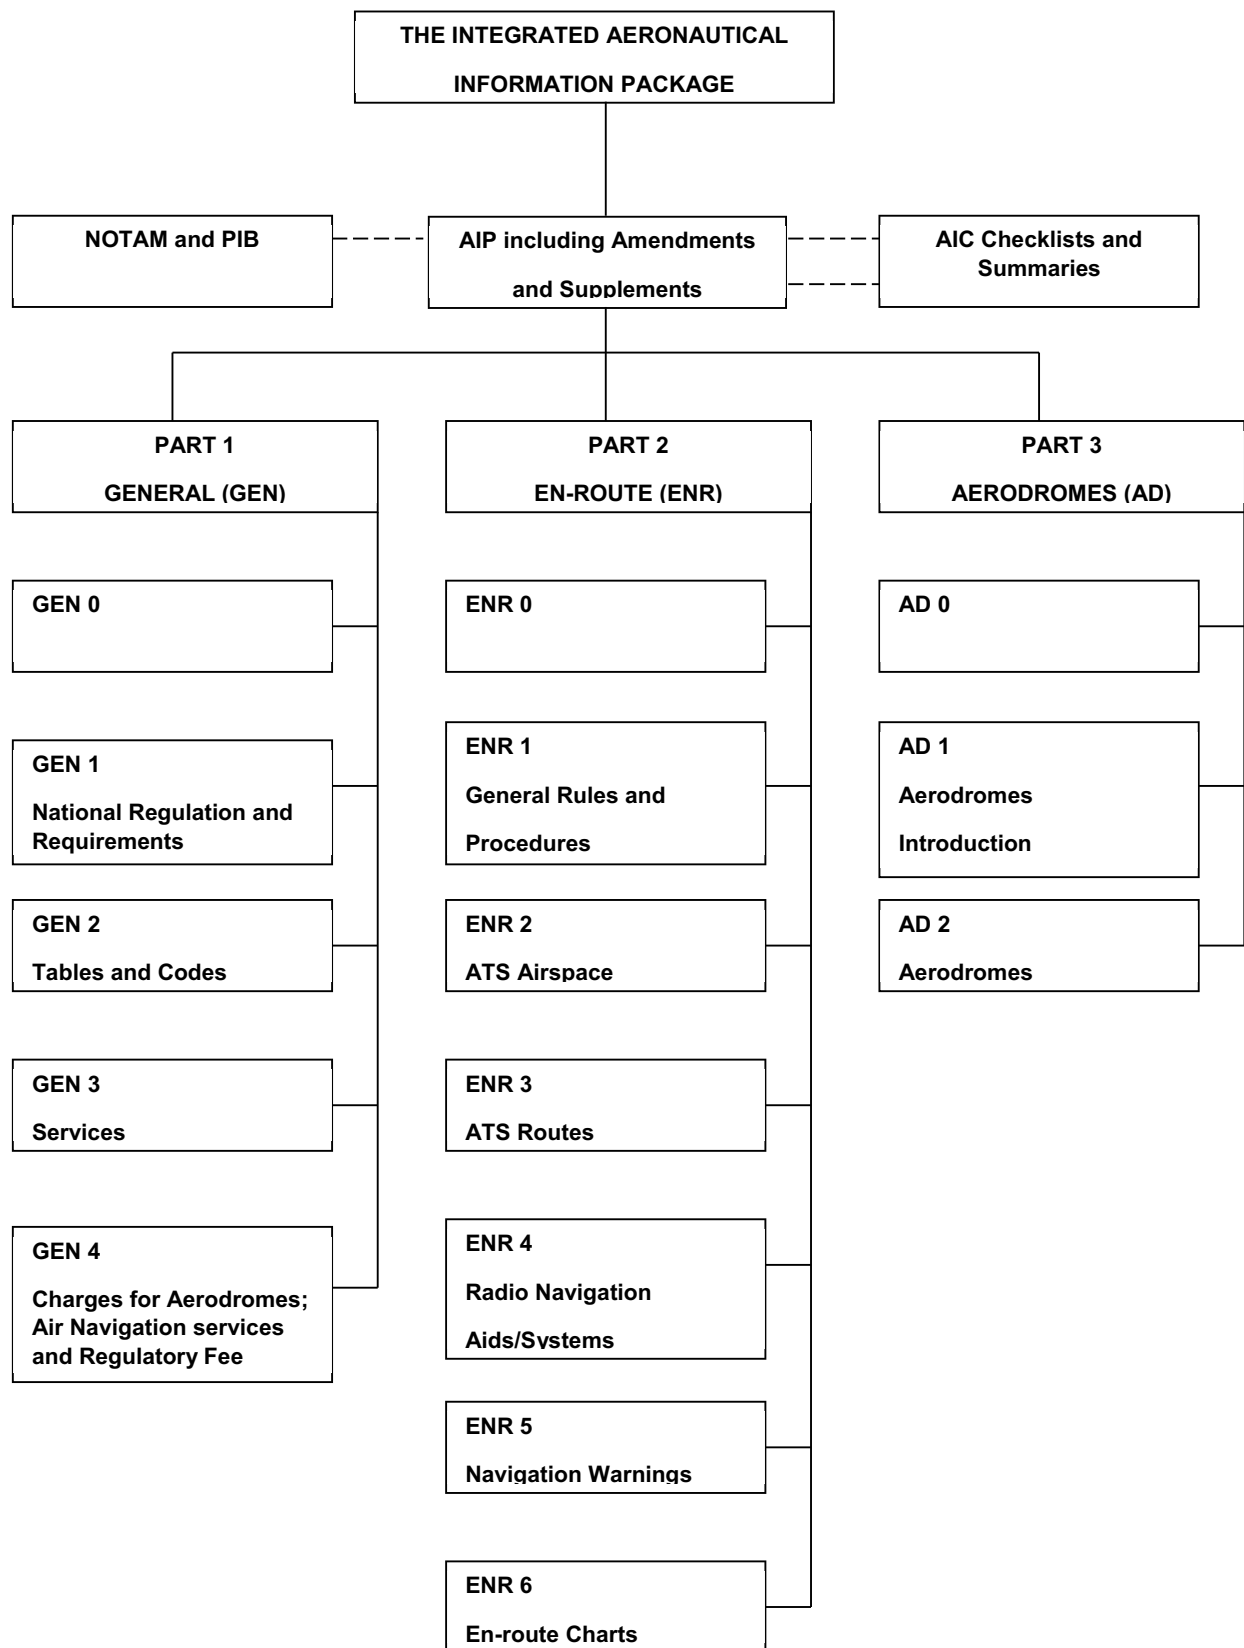 THE INTEGRATED AERONAUTICAL
INFORMATION PACKAGE
NOTAM and PIB
AIP including Amendments
and Supplements
AIC Checklists and
Summaries
PART 1
GENERAL (GEN)
PART 2
EN-ROUTE (ENR)
PART 3
AERODROMES (AD)
GEN 0
ENR 0
AD 0
GEN 1
National Regulation and
Requirements
ENR 1
General Rules and
Procedures
AD 1
Aerodromes
Introduction
GEN 2
Tables and Codes
ENR 2
ATS Airspace
AD 2
Aerodromes
GEN 3
Services
ENR 3
ATS Routes
GEN 4
Charges for Aerodromes;
Air Navigation services
and Regulatory Fee
ENR 4
Radio Navigation
Aids/Systems
ENR 5
Navigation Warnings
ENR 6
En-route Charts